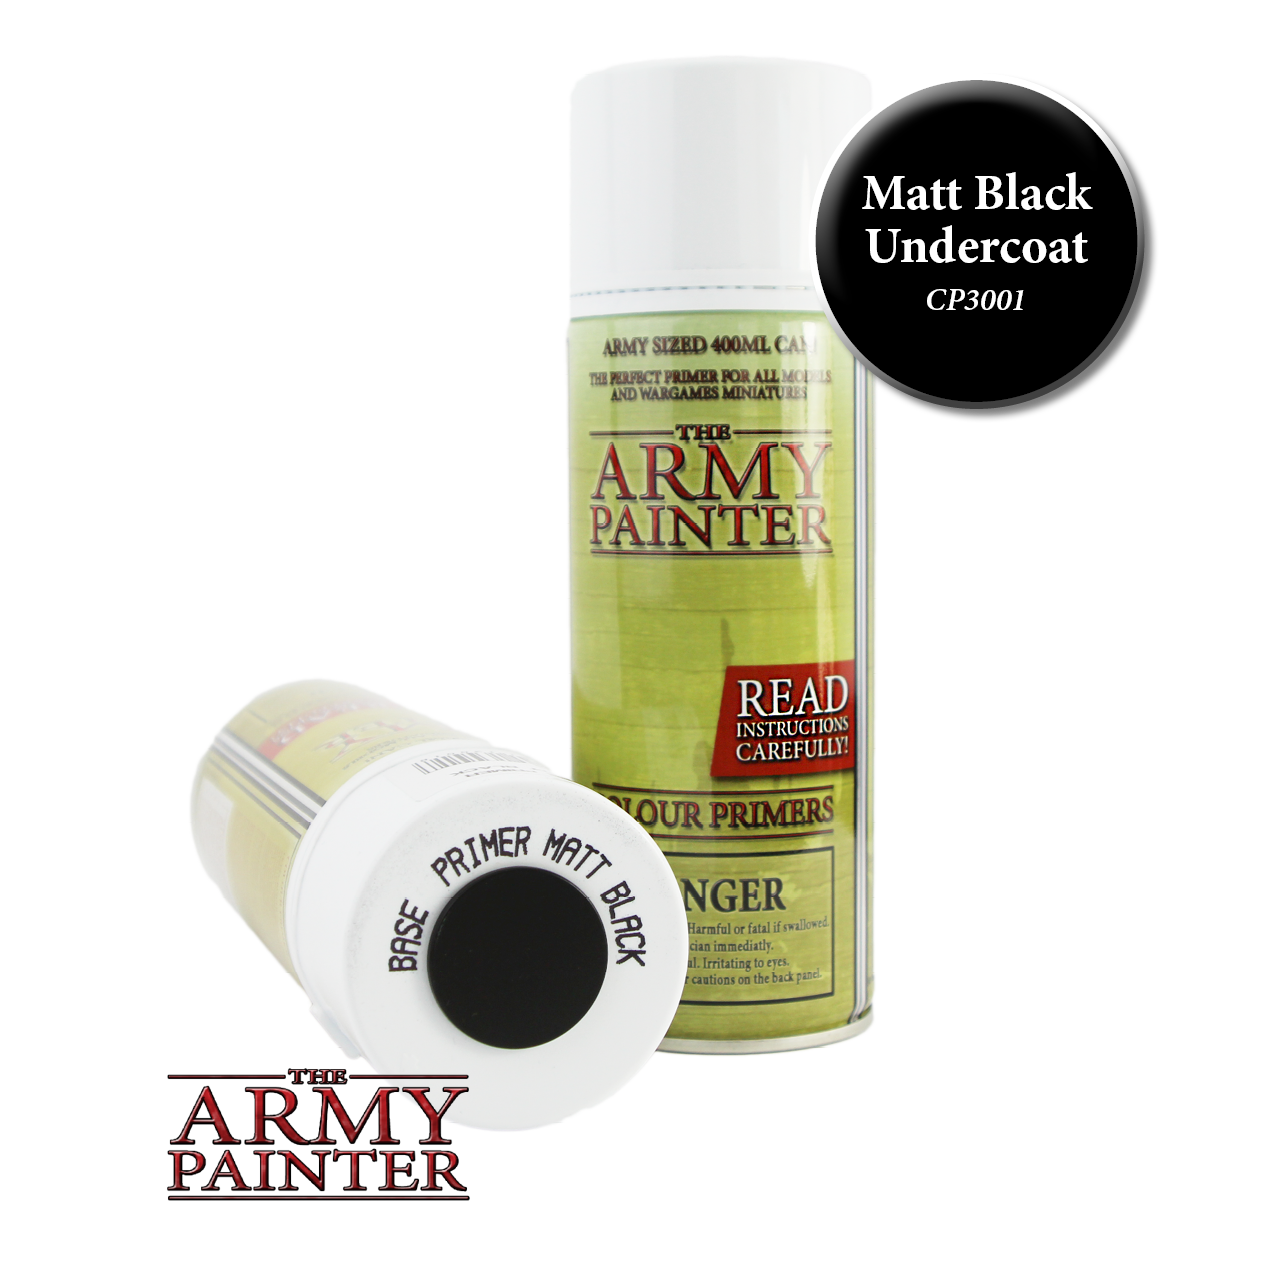 Matt Black
Undercoat
CP3001
ARMY SIZED 400ML CAN!
THE PERFECT PRIMER FOR ALL MODELS
AND WARGAMES MINIATURES
THE
ARMY
PAINTER
READ
INSTRUCTIONS
CAREFULLY!
OLOUR PRIMERS
NGER
Harmful or fatal if swallowed.
cian immediatly.
al. Irritating to eyes.
r cautions on the back panel.
BASE PRIMER MATT BLACK
THE
ARMY
PAINTER